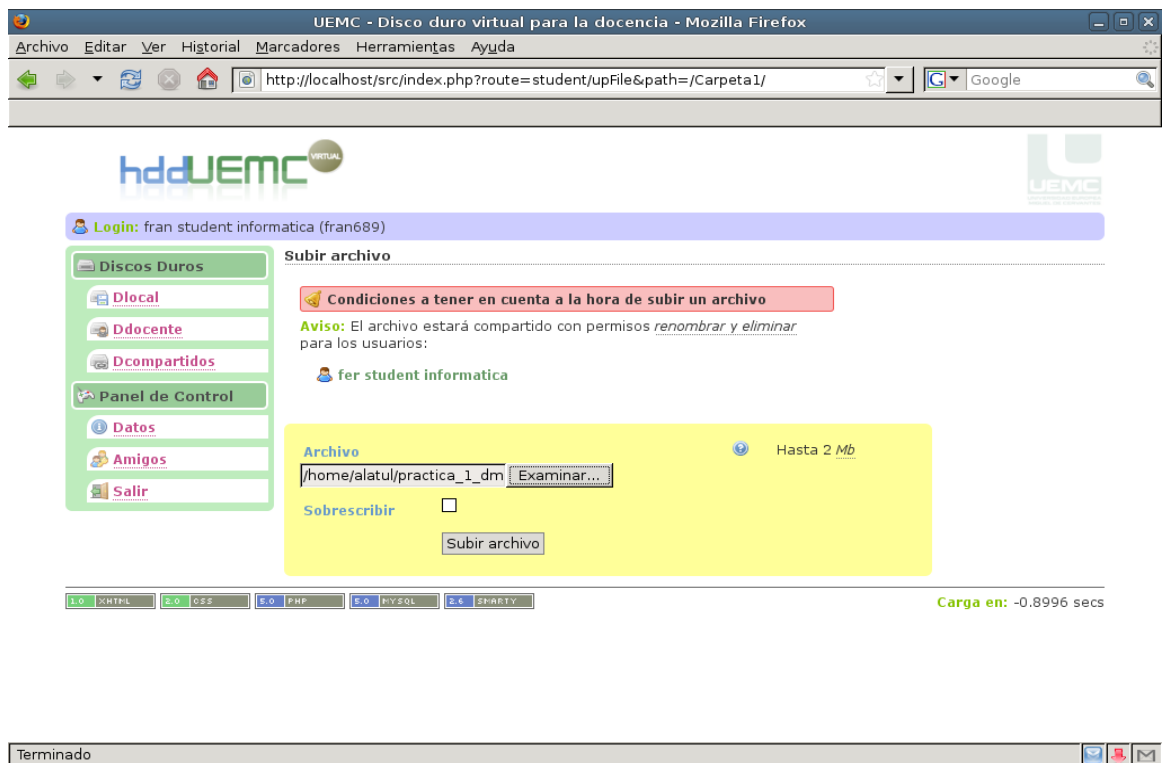 UEMC - Disco duro virtual para la docencia - Mozilla Firefox
Archivo Editar Ver Historial Marcadores Herramientas Ayuda
http://localhost/src/index.php?route=student/upFile&path=/Carpeta1/
G Google
hddUEMC VIRTUAL
UEMC
Login: fran student informatica (fran689)
Discos Duros
Dlocal
Ddocente
Dcompartidos
Panel de Control
Datos
Amigos
Salir
Subir archivo
Condiciones a tener en cuenta a la hora de subir un archivo
Aviso: El archivo estará compartido con permisos renombrar y eliminar
para los usuarios:
fer student informatica
Archivo
Hasta 2 Mb
/home/alatul/practica_1_dm Examinar...
Sobrescribir
Subir archivo
1.0 XHTML 2.0 CSS 5.0 PHP 5.0 MYSQL 2.6 SMARTY
Carga en: -0.8996 secs
Terminado